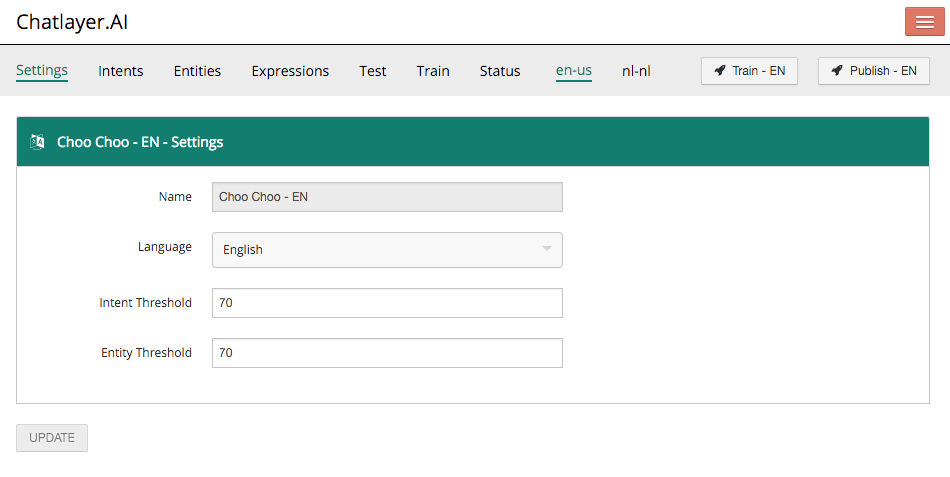 Chatlayer.AI
Settings Intents Entities Expressions Test Train Status en-us nl-nl Train - EN Publish - EN
Choo Choo - EN - Settings
Name Choo Choo - EN
Language English
Intent Threshold 70
Entity Threshold 70
UPDATE